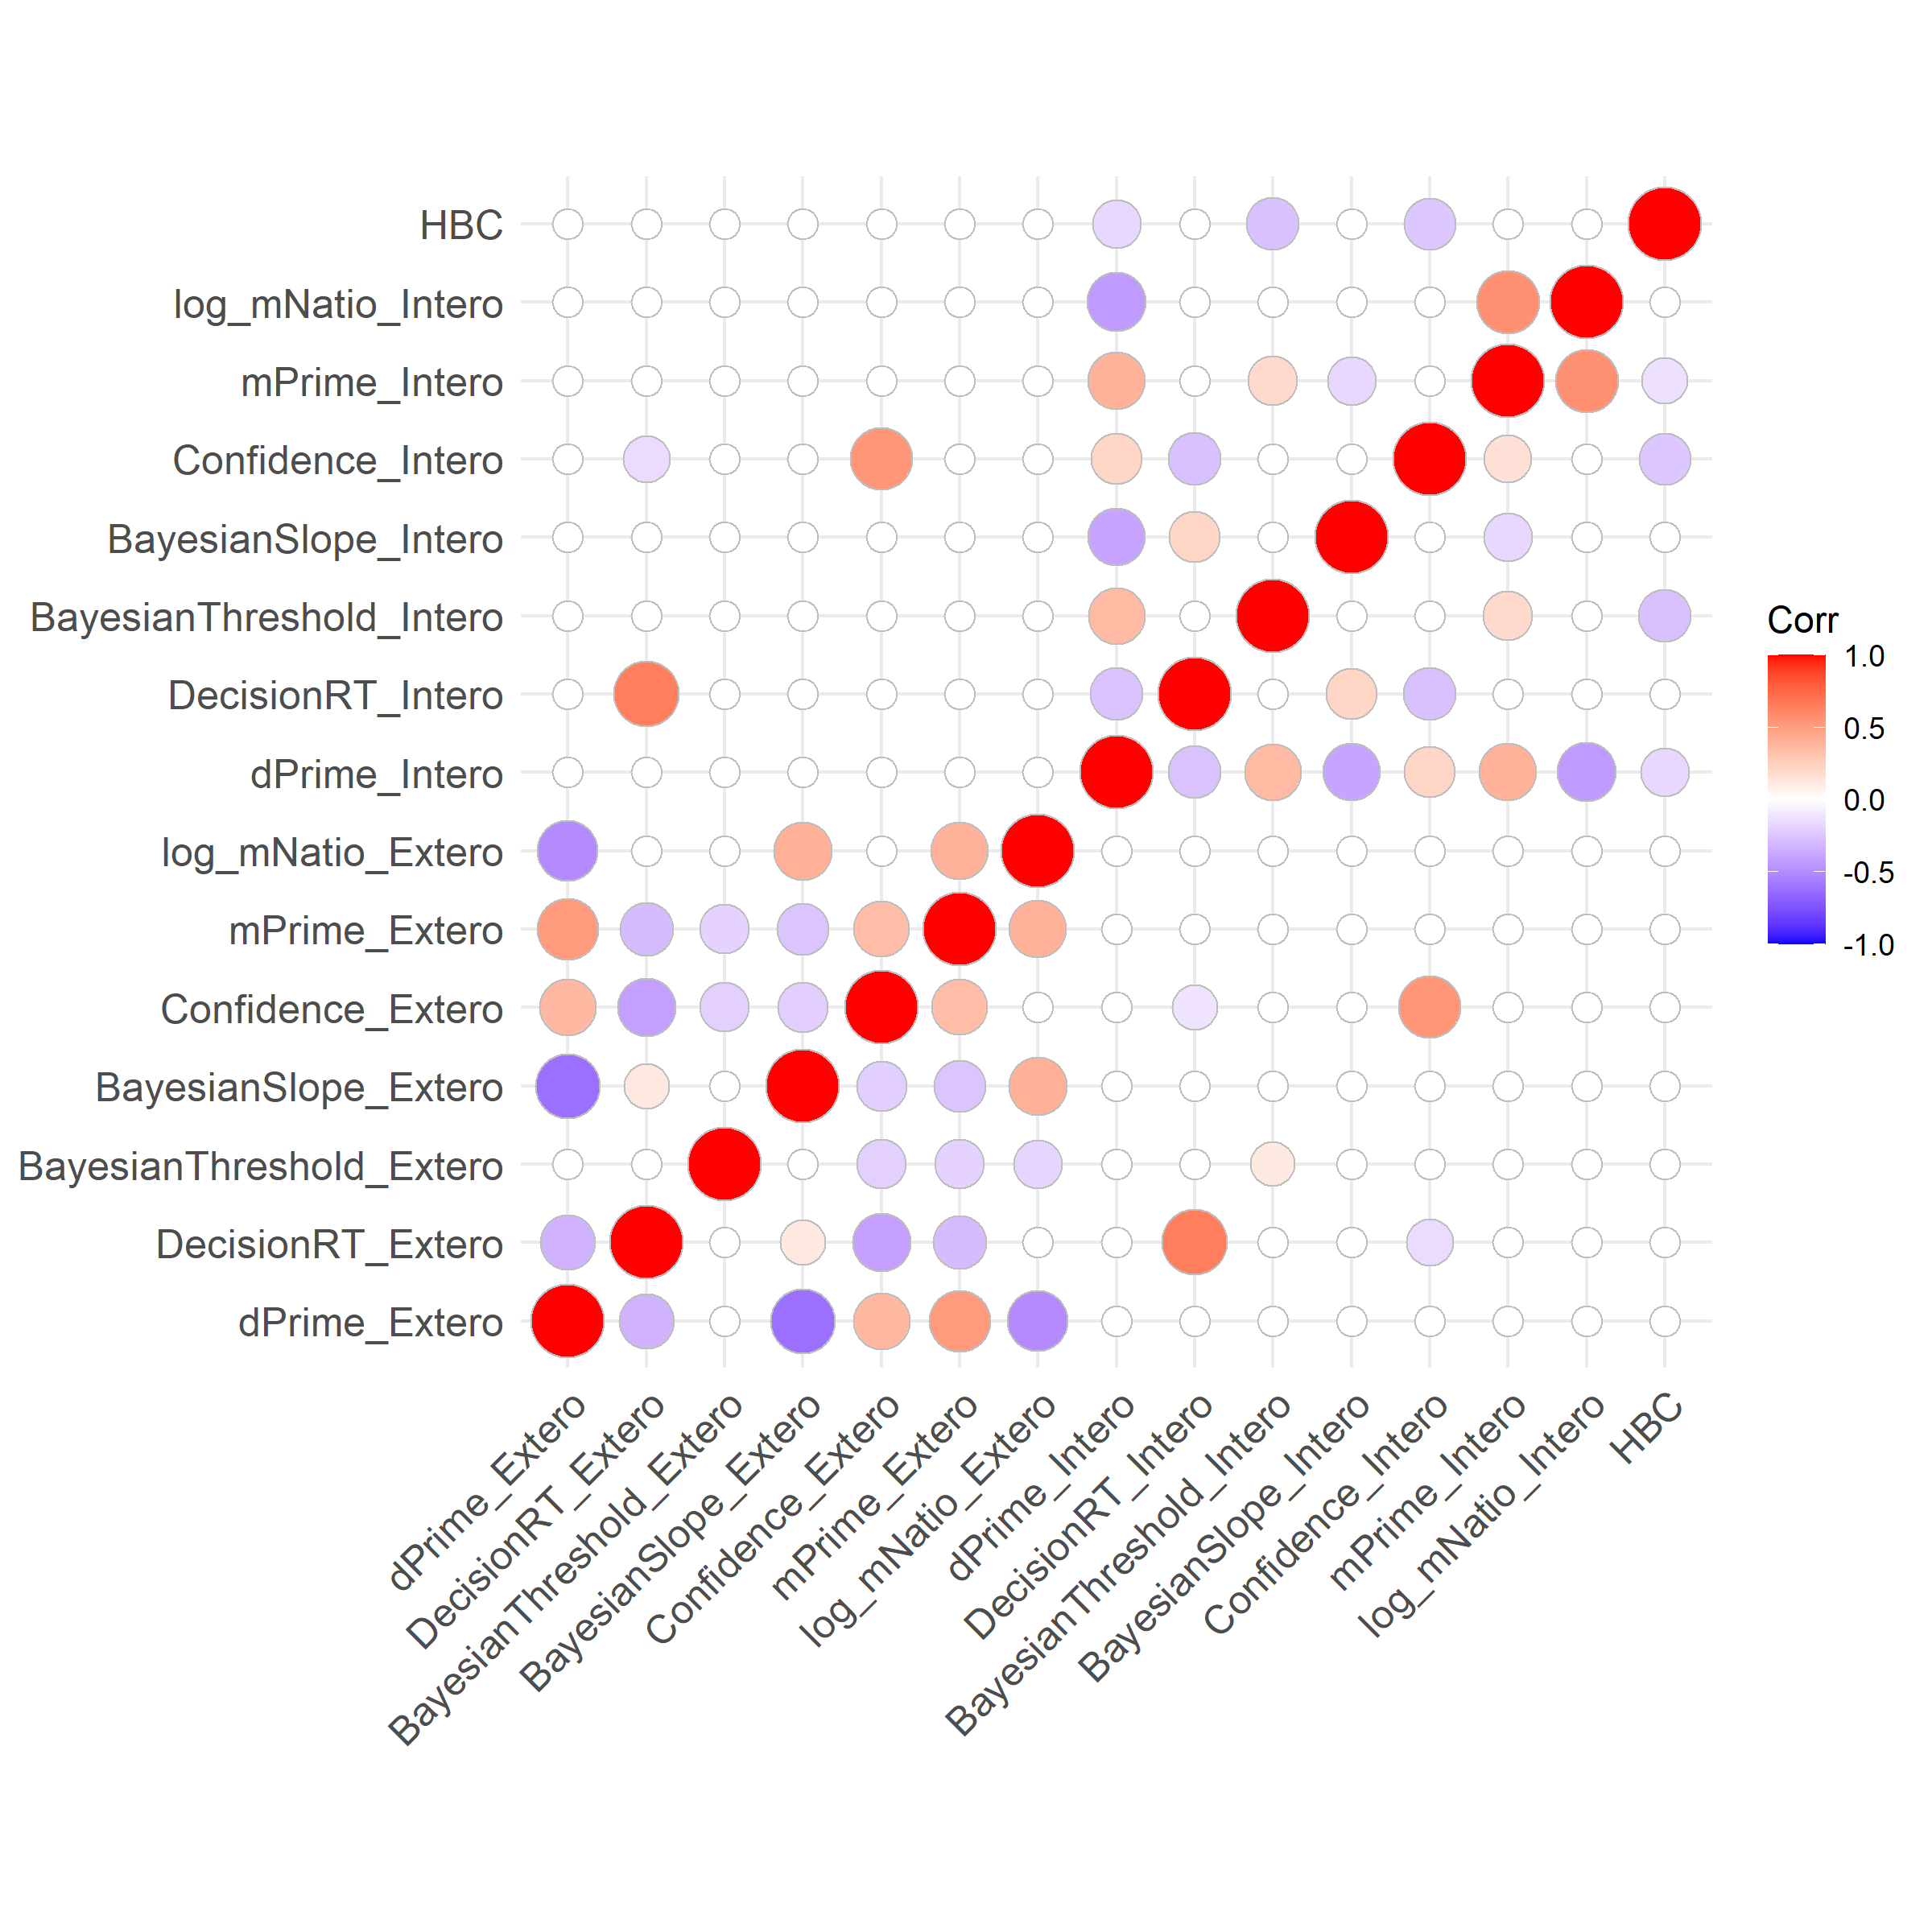 HBC
log_mNatio_Intero
mPrime_Intero
Confidence_Intero
BayesianSlope_Intero
BayesianThreshold_Intero
DecisionRT_Intero
dPrime_Intero
log_mNatio_Extero
mPrime_Extero
Confidence_Extero
BayesianSlope_Extero
BayesianThreshold_Extero
DecisionRT_Extero
dPrime_Extero
dPrime_Extero
DecisionRT_Extero
BayesianThreshold_Extero
BayesianSlope_Extero
Confidence_Extero
mPrime_Extero
log_mNatio_Extero
dPrime_Intero
DecisionRT_Intero
BayesianThreshold_Intero
BayesianSlope_Intero
Confidence_Intero
mPrime_Intero
log_mNatio_Intero
HBC
Corr
1.0
0.5
0.0
-0.5
-1.0